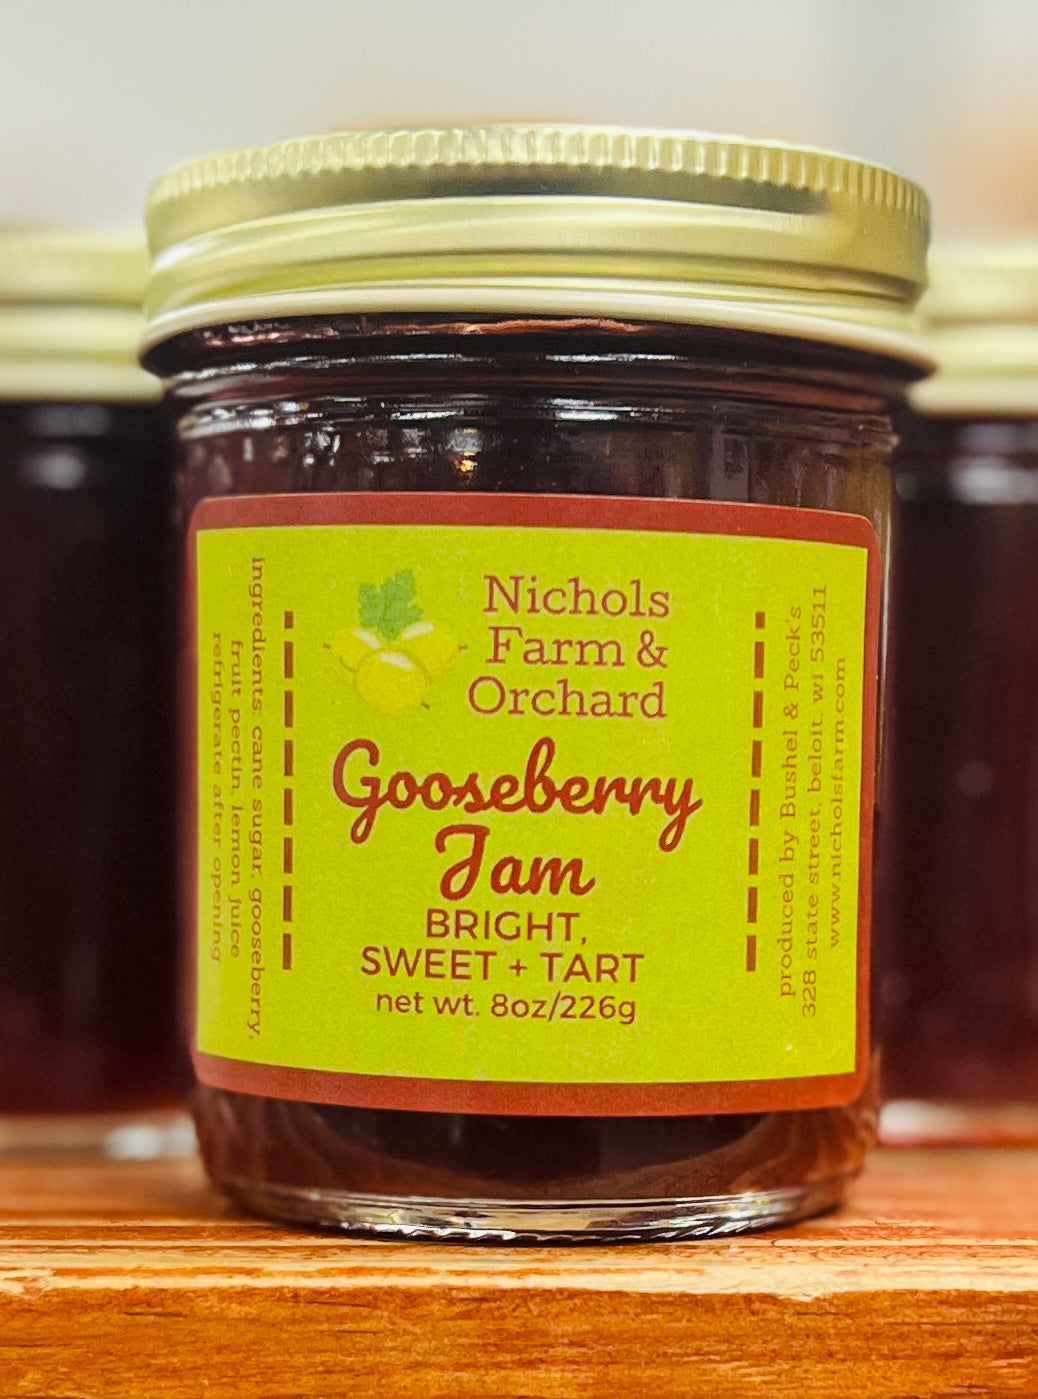 Nichols
Farm &
Orchard
Gooseberry
Jam
BRIGHT,
SWEET + TART
net wt. 8oz/226g
ingredients: cane sugar, gooseberry,
fruit pectin, lemon juice
refrigerate after opening
produced by Bushel & Peck's
328 state street, beloit, wi 53511
www.nicholsfarm.com